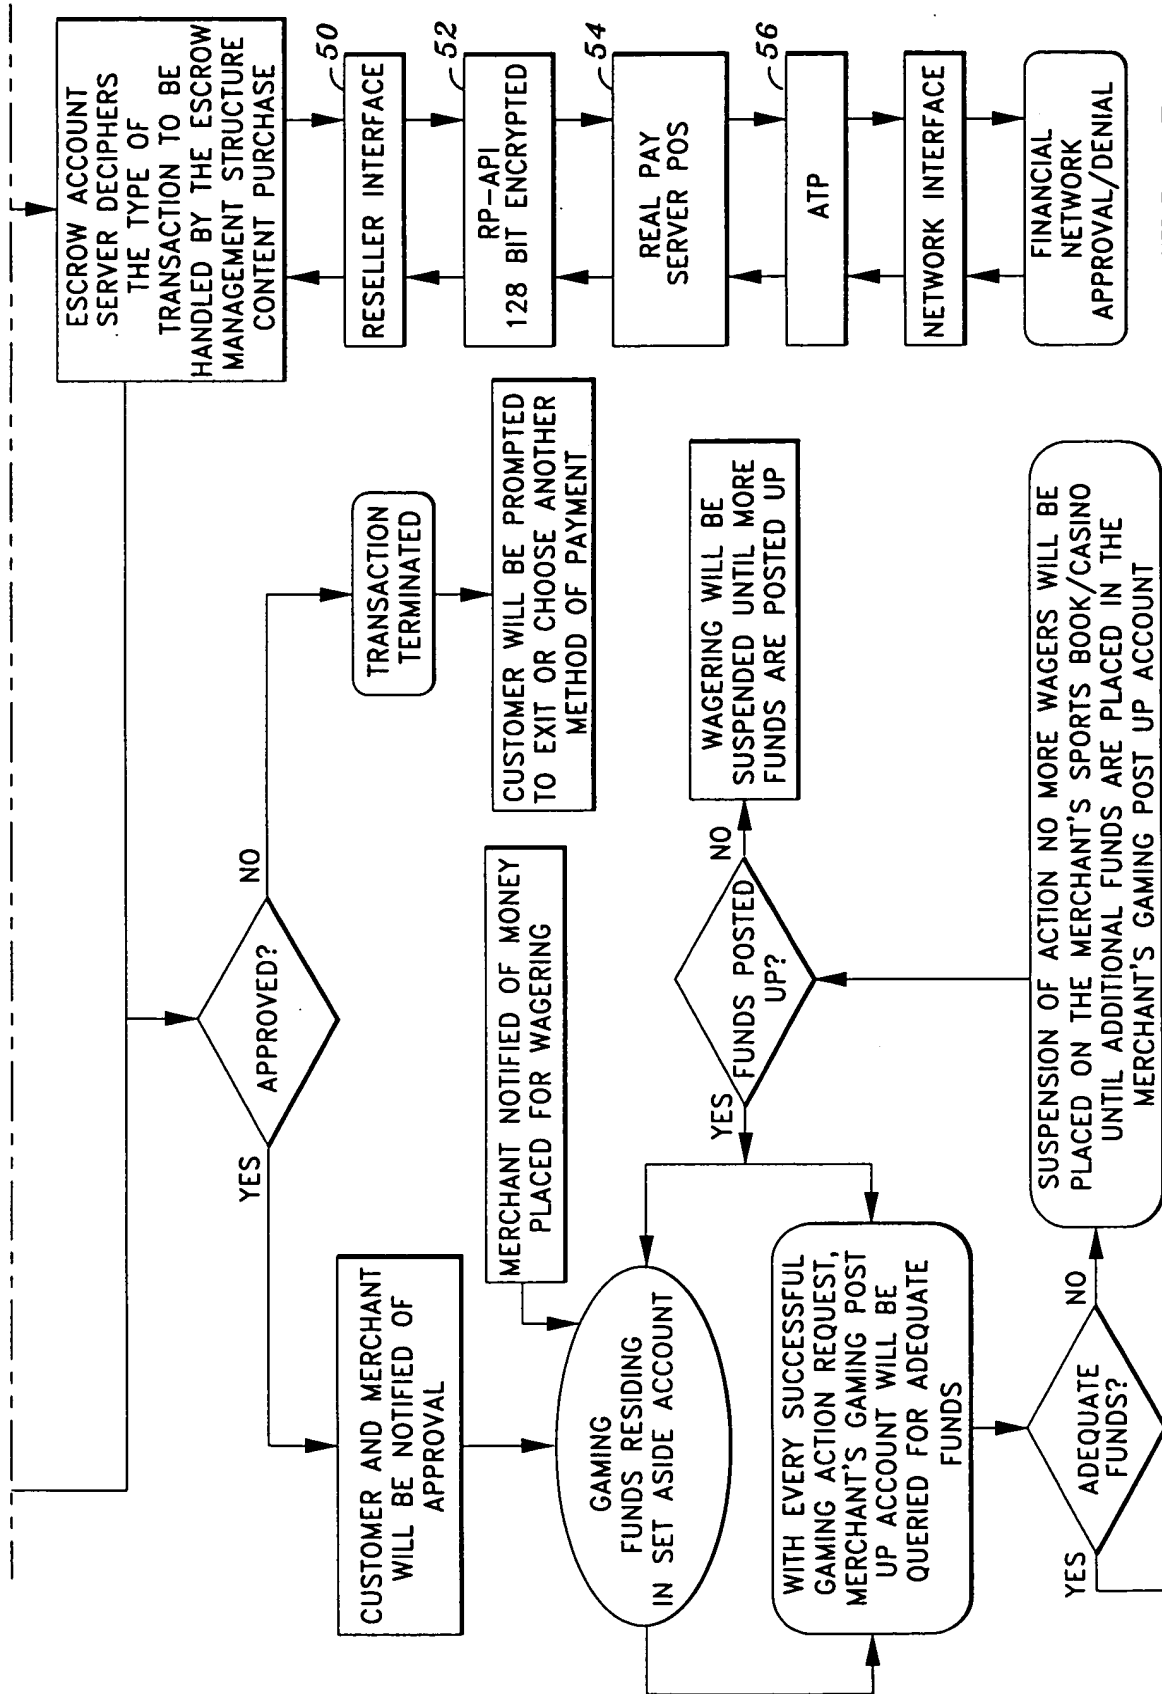 ESCROW ACCOUNT
SERVER DECIPHERS
THE TYPE OF
TRANSACTION TO BE
HANDLED BY THE ESCROW
MANAGEMENT STRUCTURE
CONTENT PURCHASE
50
RESELLER INTERFACE
52
RP-API
128 BIT ENCRYPTED
54
REAL PAY
SERVER POS
56
ATP
NETWORK INTERFACE
FINANCIAL
NETWORK
APPROVAL/DENIAL
APPROVED?
NO
TRANSACTION
TERMINATED
CUSTOMER WILL BE PROMPTED
TO EXIT OR CHOOSE ANOTHER
METHOD OF PAYMENT
YES
CUSTOMER AND MERCHANT
WILL BE NOTIFIED OF
APPROVAL
MERCHANT NOTIFIED OF MONEY
PLACED FOR WAGERING
GAMING
FUNDS RESIDING
IN SET ASIDE ACCOUNT
FUNDS POSTED
UP?
NO
WAGERING WILL BE
SUSPENDED UNTIL MORE
FUNDS ARE POSTED UP
YES
WITH EVERY SUCCESSFUL
GAMING ACTION REQUEST,
MERCHANT'S GAMING POST
UP ACCOUNT WILL BE
QUERIED FOR ADEQUATE
FUNDS
ADEQUATE
FUNDS?
YES
NO
SUSPENSION OF ACTION NO MORE WAGERS WILL BE
PLACED ON THE MERCHANT'S SPORTS BOOK/CASINO
UNTIL ADDITIONAL FUNDS ARE PLACED IN THE
MERCHANT'S GAMING POST UP ACCOUNT